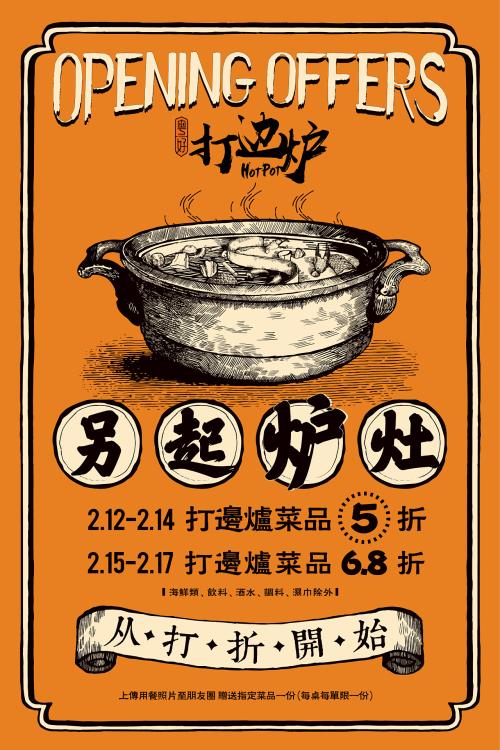 OPENING OFFERS
粵好
打边炉
HOTPOT
另起炉灶
2.12-2.14 打邊爐菜品 5 折
2.15-2.17 打邊爐菜品 6.8 折
海鮮類、飲料、酒水、調料、濕巾除外
从·打·折·開·始
上傳用餐照片至朋友圈 贈送指定菜品一份(每桌每單限一份)